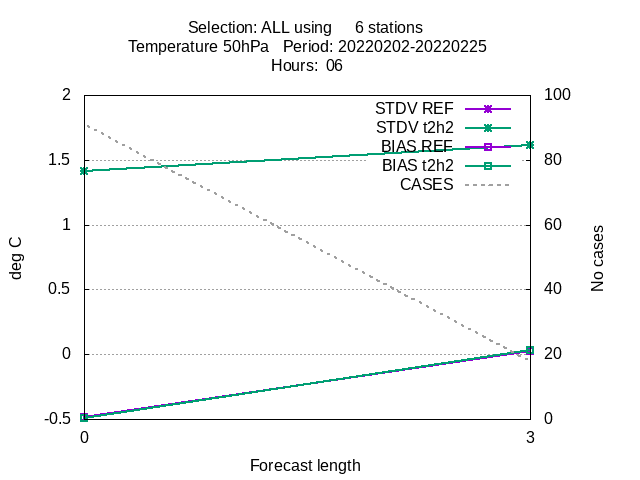 Selection: ALL using     6 stations
Temperature 50hPa   Period: 20220202-20220225
Hours:  06
2
1.5
1
0.5
0
-0.5
100
80
60
40
20
0
STDV REF
STDV t2h2
BIAS REF
BIAS t2h2
CASES
deg C
No cases
0
3
Forecast length